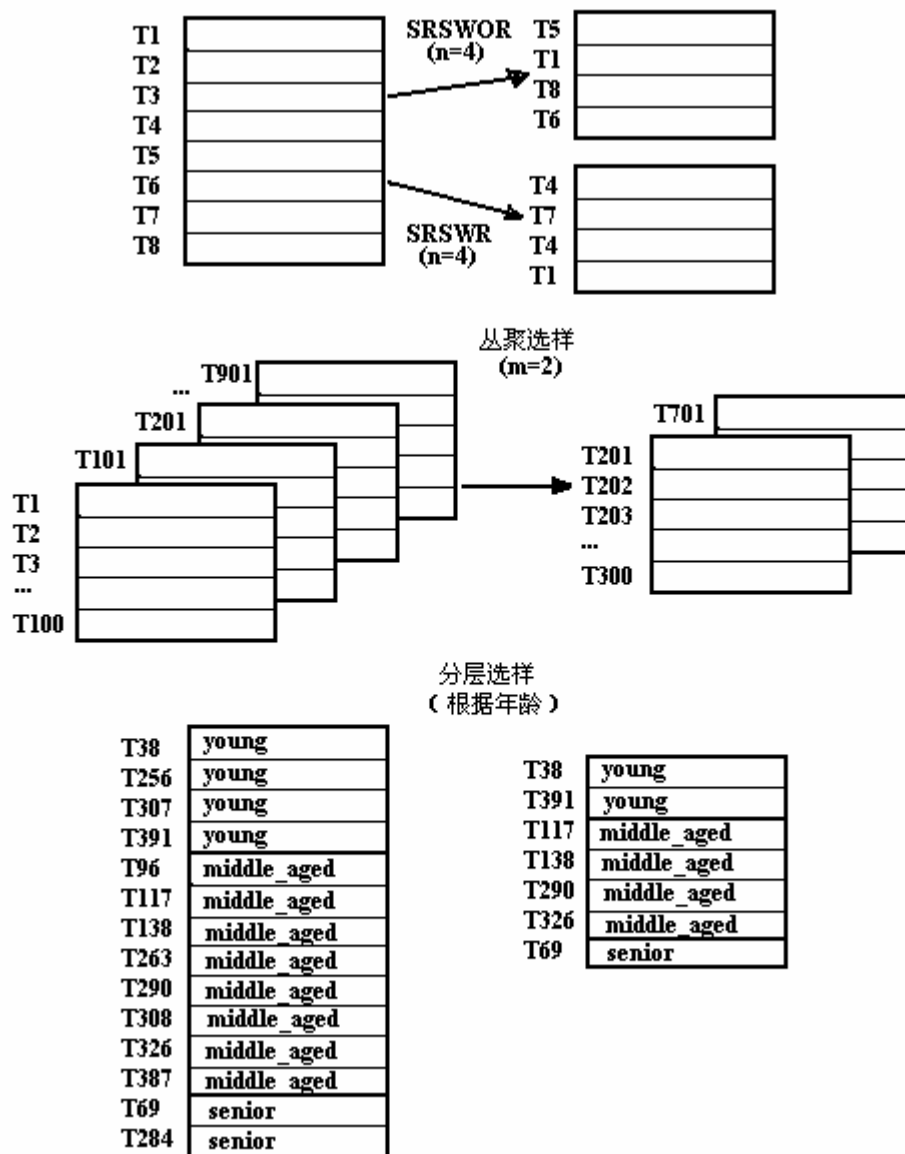 T1
T2
T3
T4
T5
T6
T7
T8
SRSWOR
(n=4)
T5
T1
T8
T6
SRSWR
(n=4)
T4
T7
T4
T1
丛聚选样
(m=2)
... T901
T201
T101
T1
T2
T3
...
T100
T701
T201
T202
T203
...
T300
分层选样
(根据年龄)
T38 young
T256 young
T307 young
T391 young
T96 middle_aged
T117 middle_aged
T138 middle_aged
T263 middle_aged
T290 middle_aged
T308 middle_aged
T326 middle_aged
T387 middle_aged
T69 senior
T284 senior
T38 young
T391 young
T117 middle_aged
T138 middle_aged
T290 middle_aged
T326 middle_aged
T69 senior